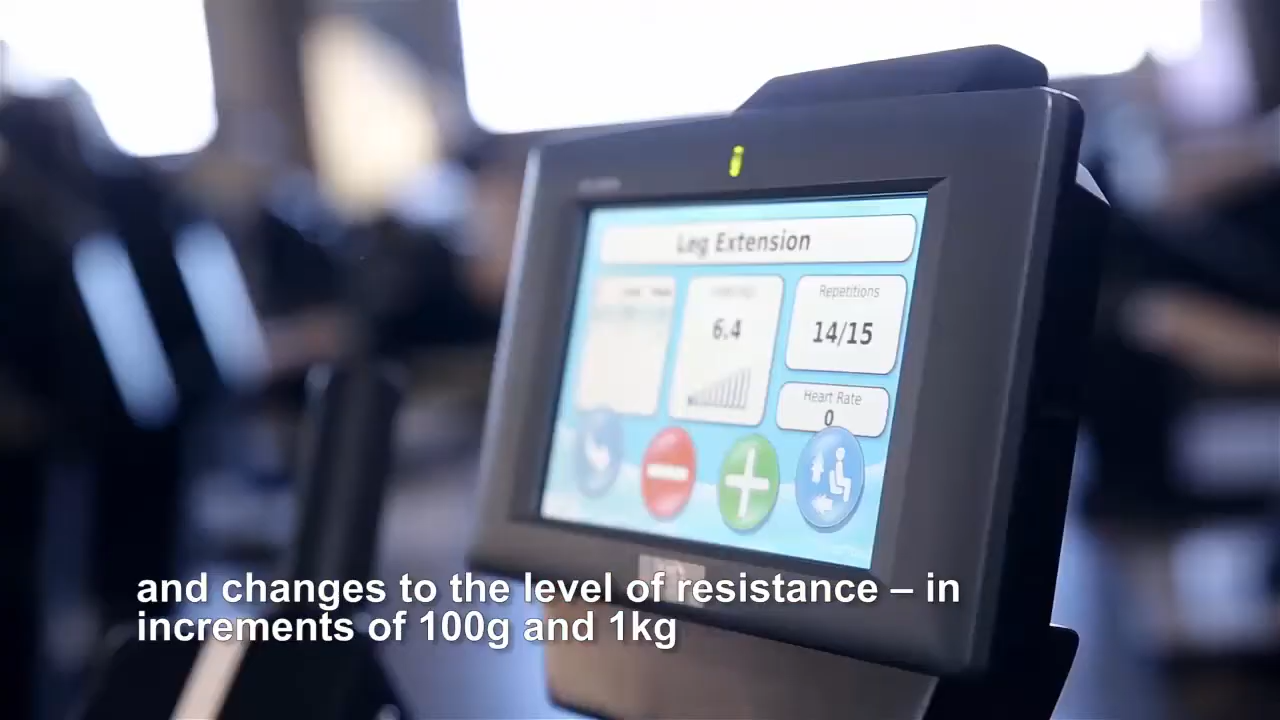 Leg Extension
6.4
Repetitions
14/15
Heart Rate
0
and changes to the level of resistance – in
increments of 100g and 1kg